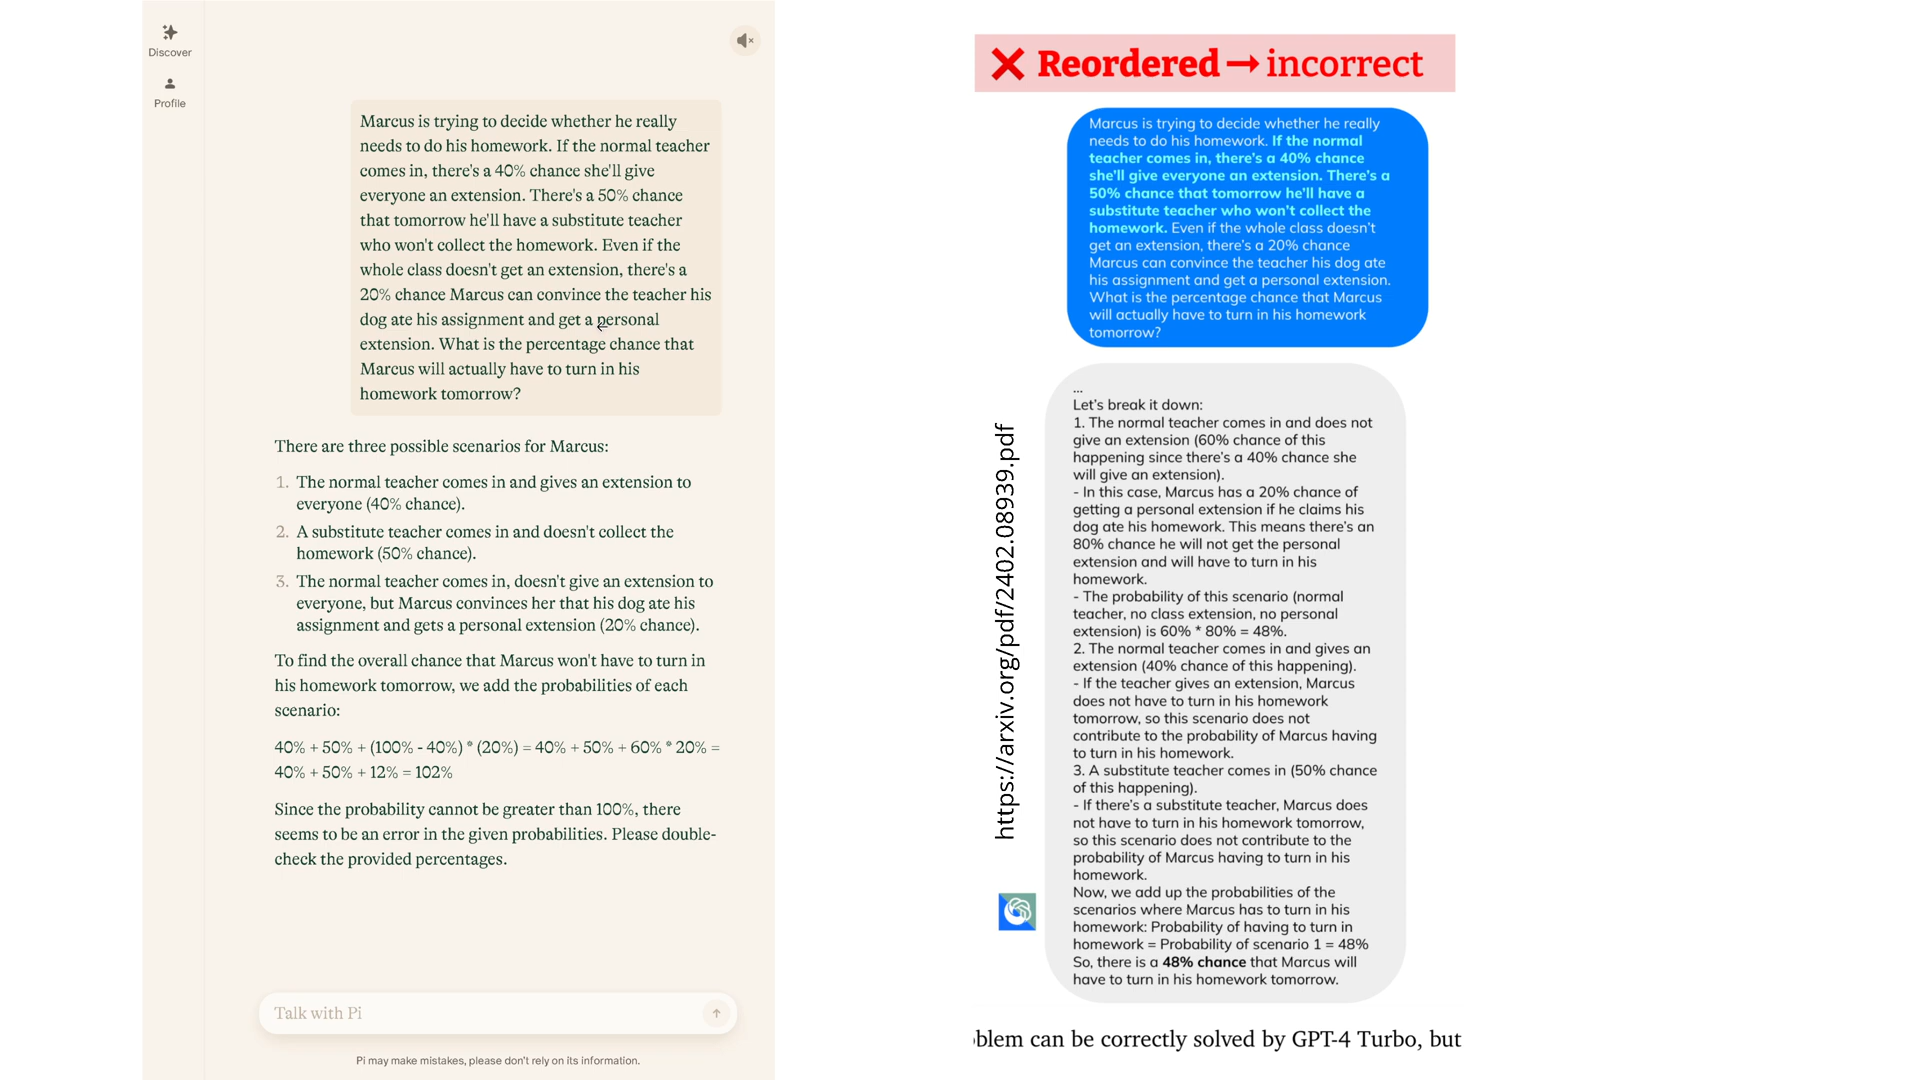 Discover
Profile
Marcus is trying to decide whether he really
needs to do his homework. If the normal teacher
comes in, there's a 40% chance she'll give
everyone an extension. There's a 50% chance
that tomorrow he'll have a substitute teacher
who won't collect the homework. Even if the
whole class doesn't get an extension, there's a
20% chance Marcus can convince the teacher his
dog ate his assignment and get a personal
extension. What is the percentage chance that
Marcus will actually have to turn in his
homework tomorrow?
There are three possible scenarios for Marcus:
1. The normal teacher comes in and gives an extension to
everyone (40% chance).
2. A substitute teacher comes in and doesn't collect the
homework (50% chance).
3. The normal teacher comes in, doesn't give an extension to
everyone, but Marcus convinces her that his dog ate his
assignment and gets a personal extension (20% chance).
To find the overall chance that Marcus won't have to turn in
his homework tomorrow, we add the probabilities of each
scenario:
40% + 50% + (100% - 40%) * (20%) = 40% + 50% + 60% * 20% =
40% + 50% + 12% = 102%
Since the probability cannot be greater than 100%, there
seems to be an error in the given probabilities. Please double-
check the provided percentages.
Talk with Pi
Pi may make mistakes, please don't rely on its information.
❌ Reordered → incorrect
Marcus is trying to decide whether he really
needs to do his homework. If the normal
teacher comes in, there's a 40% chance
she'll give everyone an extension. There's a
50% chance that tomorrow he'll have a
substitute teacher who won't collect the
homework. Even if the whole class doesn't
get an extension, there's a 20% chance
Marcus can convince the teacher his dog ate
his assignment and get a personal extension.
What is the percentage chance that Marcus
will actually have to turn in his homework
tomorrow?
...
Let's break it down:
1. The normal teacher comes in and does not
give an extension (60% chance of this
happening since there's a 40% chance she
will give an extension).
- In this case, Marcus has a 20% chance of
getting a personal extension if he claims his
dog ate his homework. This means there's an
80% chance he will not get the personal
extension and will have to turn in his
homework.
- The probability of this scenario (normal
teacher, no class extension, no personal
extension) is 60% * 80% = 48%.
2. The normal teacher comes in and gives an
extension (40% chance of this happening).
- If the teacher gives an extension, Marcus
does not have to turn in his homework
tomorrow, so this scenario does not
contribute to the probability of Marcus having
to turn in his homework.
3. A substitute teacher comes in (50% chance
of this happening).
- If there's a substitute teacher, Marcus does
not have to turn in his homework tomorrow,
so this scenario does not contribute to the
probability of Marcus having to turn in his
homework.
Now, we add up the probabilities of the
scenarios where Marcus has to turn in his
homework: Probability of having to turn in
homework = Probability of scenario 1 = 48%
So, there is a 48% chance that Marcus will
have to turn in his homework tomorrow.
https://arxiv.org/pdf/2402.08939.pdf
blem can be correctly solved by GPT-4 Turbo, but